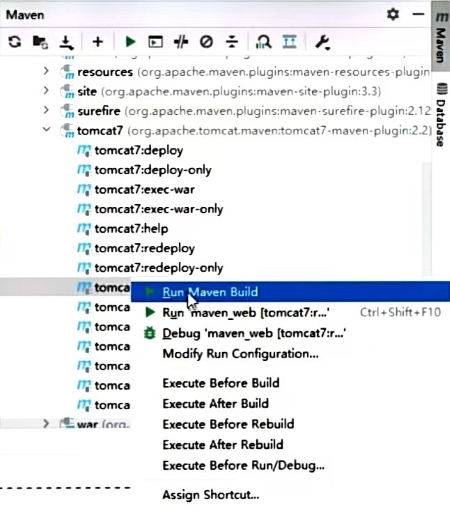 Maven
Maven
Database
resources (org.apache.maven.plugins:maven-resources-plugin
site (org.apache.maven.plugins:maven-site-plugin:3.3)
surefire (org.apache.maven.plugins:maven-surefire-plugin:2.12
tomcat7 (org.apache.tomcat.maven:tomcat7-maven-plugin:2.2)
tomcat7:deploy
tomcat7:deploy-only
tomcat7:exec-war
tomcat7:exec-war-only
tomcat7:help
tomcat7:redeploy
tomcat7:redeploy-only
tomca
Run Maven Build
tomca
Run 'maven_web [tomcat7:r...' Ctrl+Shift+F10
tomca
Debug 'maven_web [tomcat7:r...'
tomca
Modify Run Configuration...
tomca
Execute Before Build
tomca
Execute After Build
tomca
Execute Before Rebuild
war (org.
Execute After Rebuild
Execute Before Run/Debug...
Assign Shortcut...